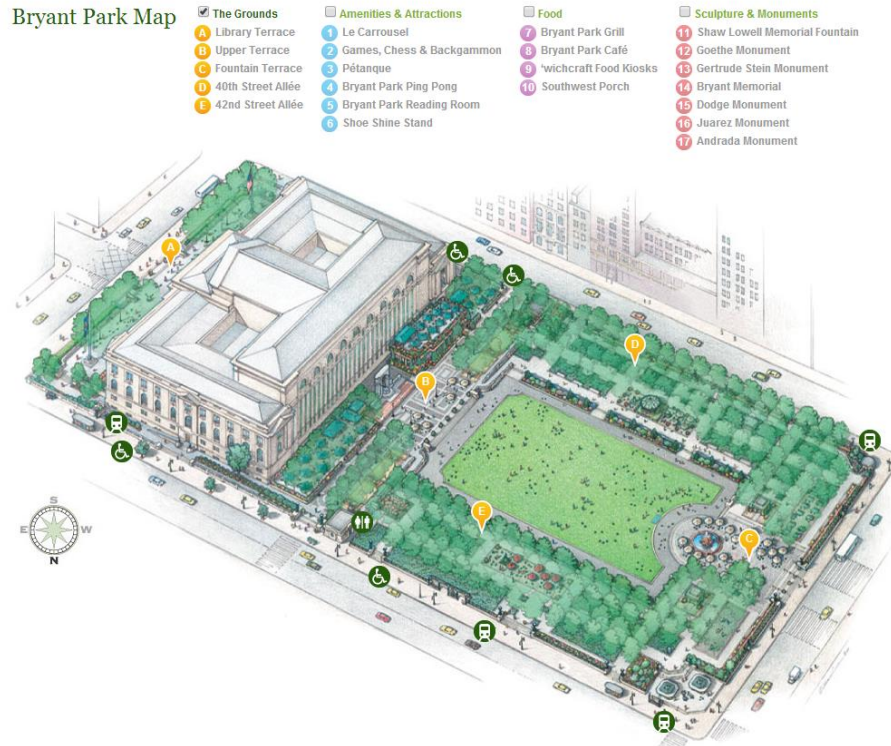 Bryant Park Map
The Grounds
A Library Terrace
B Upper Terrace
C Fountain Terrace
D 40th Street Allée
E 42nd Street Allée
Amenities & Attractions
1 Le Carrousel
2 Games, Chess & Backgammon
3 Pétanque
4 Bryant Park Ping Pong
5 Bryant Park Reading Room
6 Shoe Shine Stand
Food
7 Bryant Park Grill
8 Bryant Park Café
9 'wichcraft Food Kiosks
10 Southwest Porch
Sculpture & Monuments
11 Shaw Lowell Memorial Fountain
12 Goethe Monument
13 Gertrude Stein Monument
14 Bryant Memorial
15 Dodge Monument
16 Juarez Monument
17 Andrada Monument
A
D
B
E
C
S
E W
N